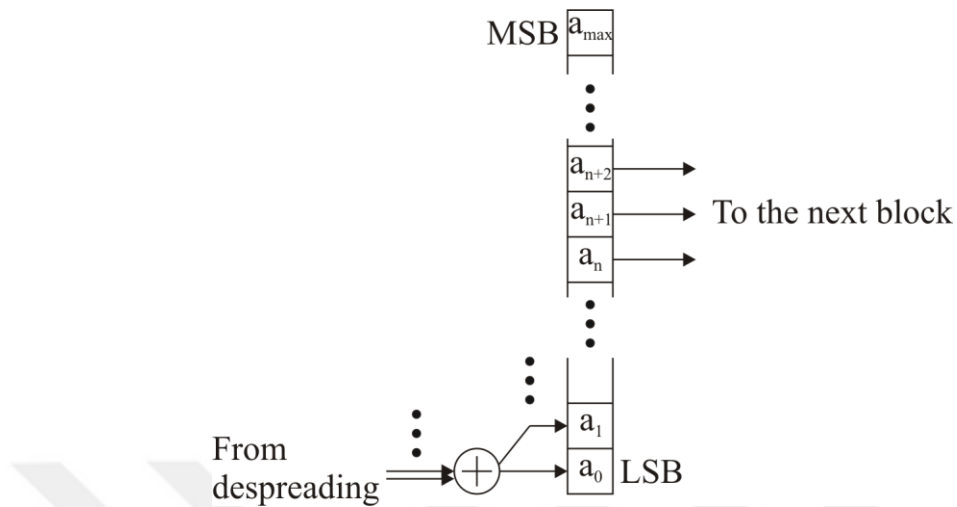 MSB a_max
a_n+2
a_n+1 To the next block
a_n
a_1
From
despreading
+
a_0 LSB